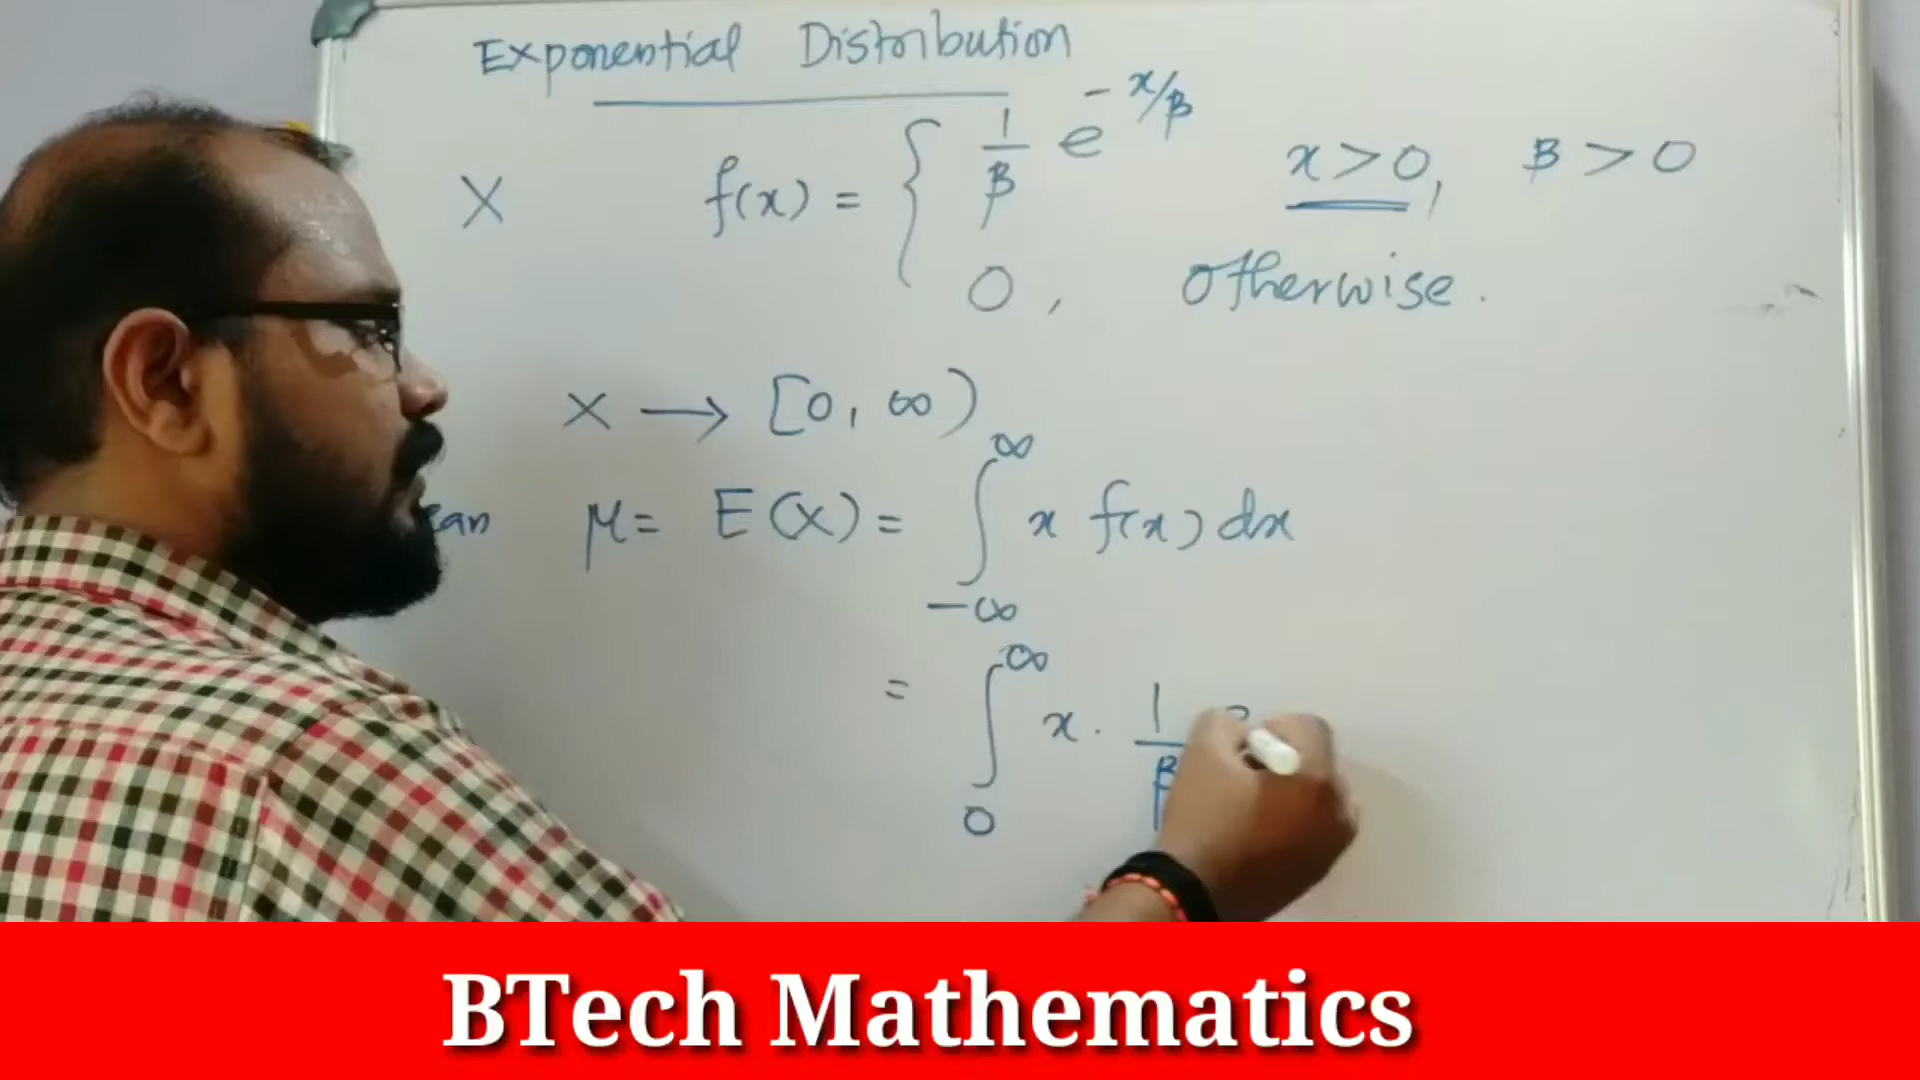 Exponential Distribution
X f(x) = { 1/β e^{-x/β} x > 0, β > 0
0, otherwise.
X → [0, ∞)
μ = E(X) = ∫_{-∞}^{∞} x f(x) dx
= ∫_{0}^{∞} x · 1/β
BTech Mathematics